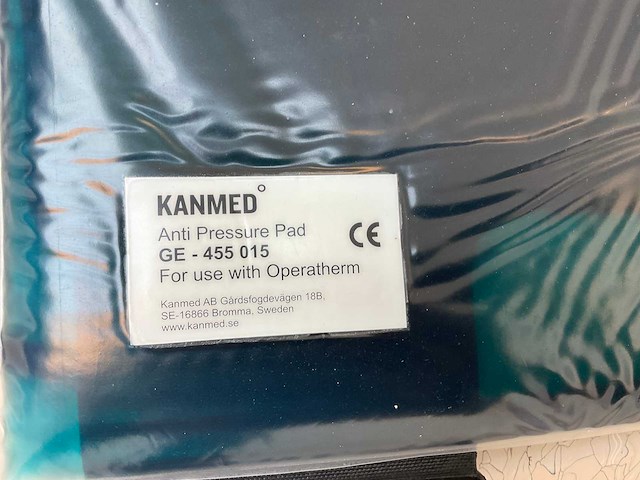 KANMED°
Anti Pressure Pad
GE - 455 015
For use with Operatherm
CE
Kanmed AB Gårdsfogdevägen 18B,
SE-16866 Bromma, Sweden
www.kanmed.se